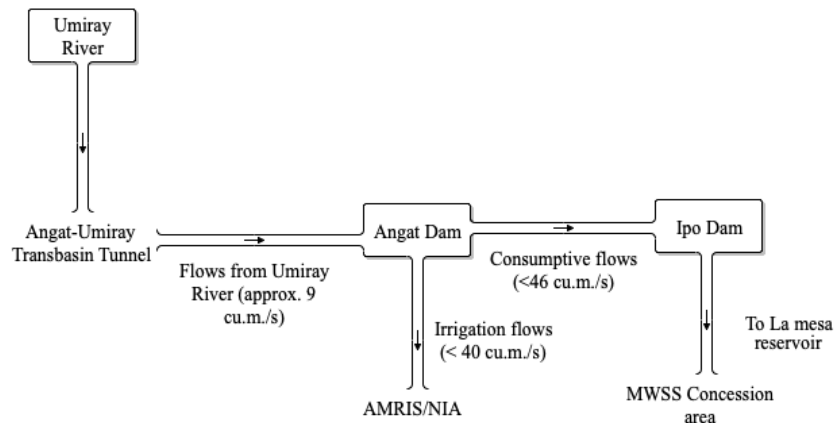 Umiray
River
Angat-Umiray
Transbasin Tunnel
Flows from Umiray
River (approx. 9
cu.m./s)
Angat Dam
Irrigation flows
(< 40 cu.m./s)
AMRIS/NIA
Consumptive flows
(<46 cu.m./s)
Ipo Dam
To La mesa
reservoir
MWSS Concession
area